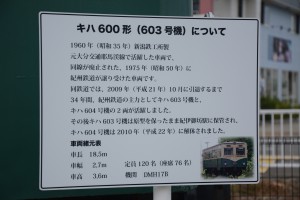 キハ600形(603号機)について
1960年(昭和35年)新潟鉄工所製
元大分交通耶馬渓線で活躍した車両で、
同線が廃止された、1975年(昭和50年)に
紀州鉄道が譲り受けた車両です。
同鉄道では、2009年(平成21年)10月に引退するまで
34年間、紀州鉄道の主力としてキハ603号機と、
キハ604号機の2両が活躍しました。
その後キハ603号機は原型を保ったまま紀伊御坊駅に保管され、
キハ604号機は2010年(平成22年)に解体されました。
車両緒元表
車長 18.5m
車幅 2.7m 定員120名(座席76名)
車高 3.6m 機関 DMH17B